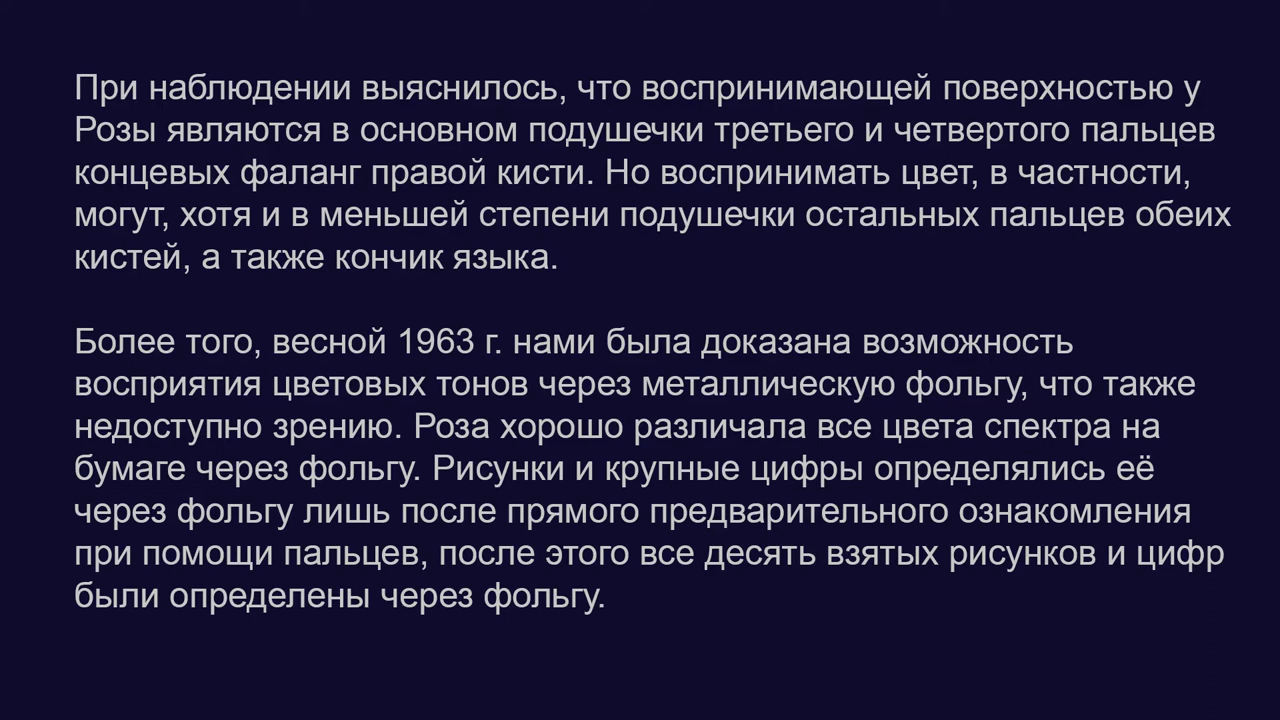 При наблюдении выяснилось, что воспринимающей поверхностью у
Розы являются в основном подушечки третьего и четвертого пальцев
концевых фаланг правой кисти. Но воспринимать цвет, в частности,
могут, хотя и в меньшей степени подушечки остальных пальцев обеих
кистей, а также кончик языка.
Более того, весной 1963 г. нами была доказана возможность
восприятия цветовых тонов через металлическую фольгу, что также
недоступно зрению. Роза хорошо различала все цвета спектра на
бумаге через фольгу. Рисунки и крупные цифры определялись её
через фольгу лишь после прямого предварительного ознакомления
при помощи пальцев, после этого все десять взятых рисунков и цифр
были определены через фольгу.